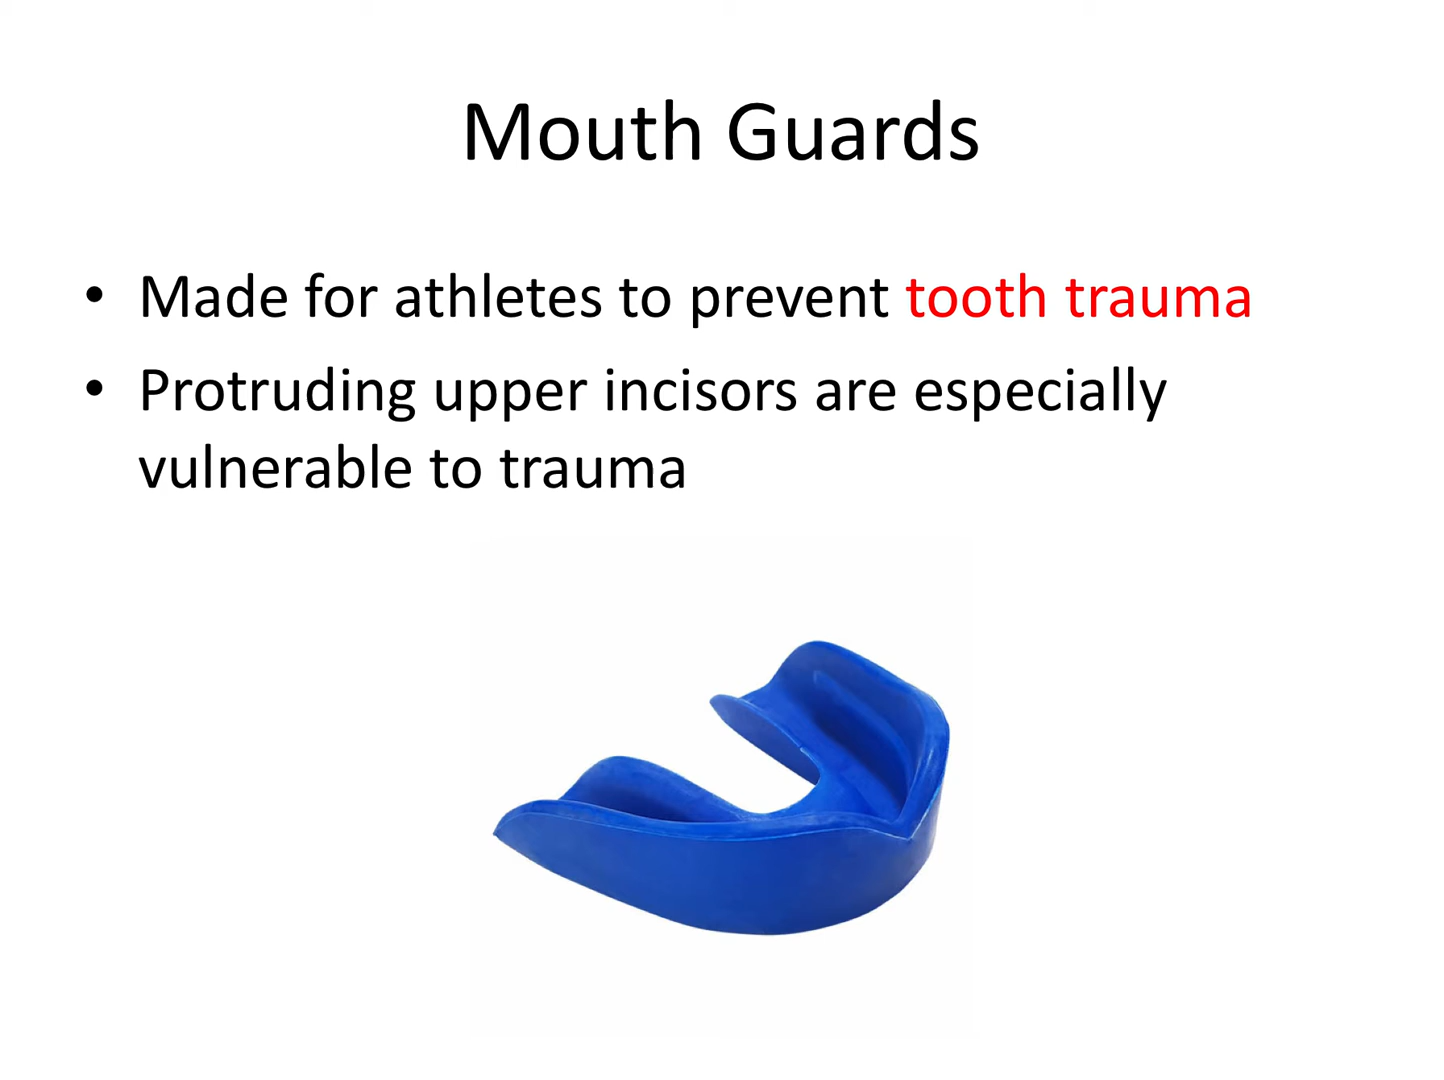 Mouth Guards
• Made for athletes to prevent tooth trauma
• Protruding upper incisors are especially
vulnerable to trauma